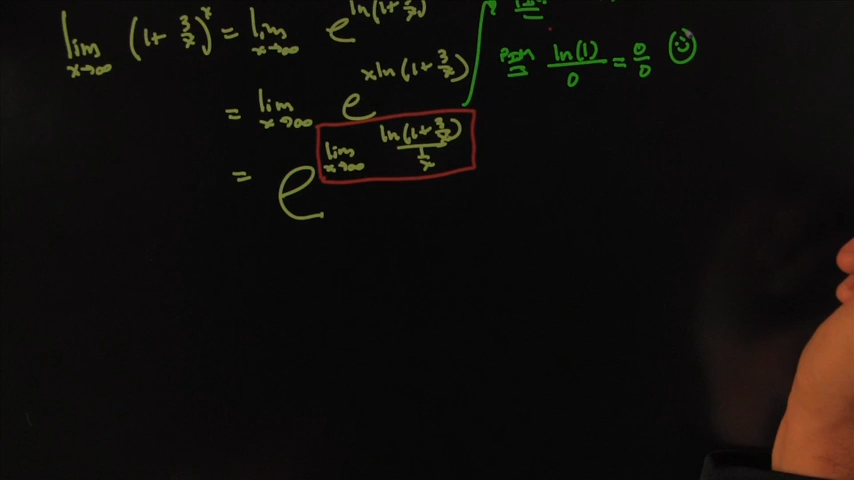 lim x→∞ (1+ 3/x)^x = lim x→∞ e^ln(1+ 3/x)
= lim x→∞ e^xln(1+ 3/x)
= e^lim x→∞ ln(1+ 3/x) / 1/x
= ln(1)/0 = 0/0 ☺